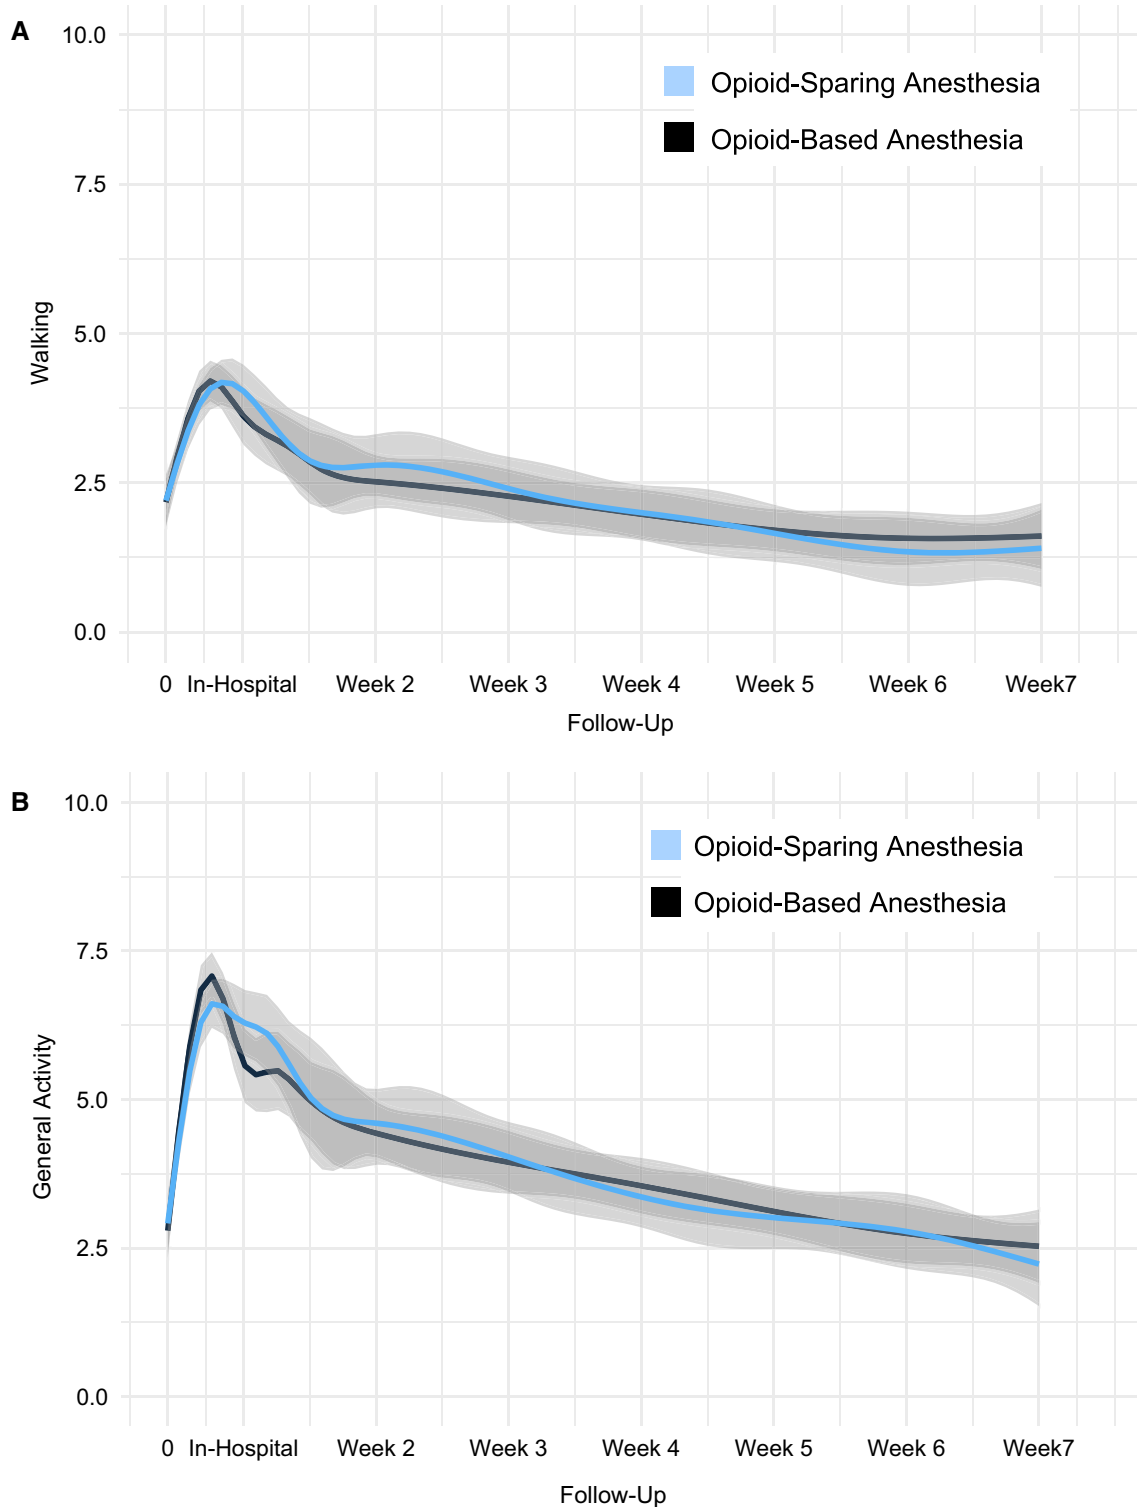 A
10.0
Opioid-Sparing Anesthesia
Opioid-Based Anesthesia
7.5
5.0
Walking
2.5
0.0
0 In-Hospital Week 2 Week 3 Week 4 Week 5 Week 6 Week7
Follow-Up
B
10.0
Opioid-Sparing Anesthesia
Opioid-Based Anesthesia
7.5
5.0
General Activity
2.5
0.0
0 In-Hospital Week 2 Week 3 Week 4 Week 5 Week 6 Week7
Follow-Up